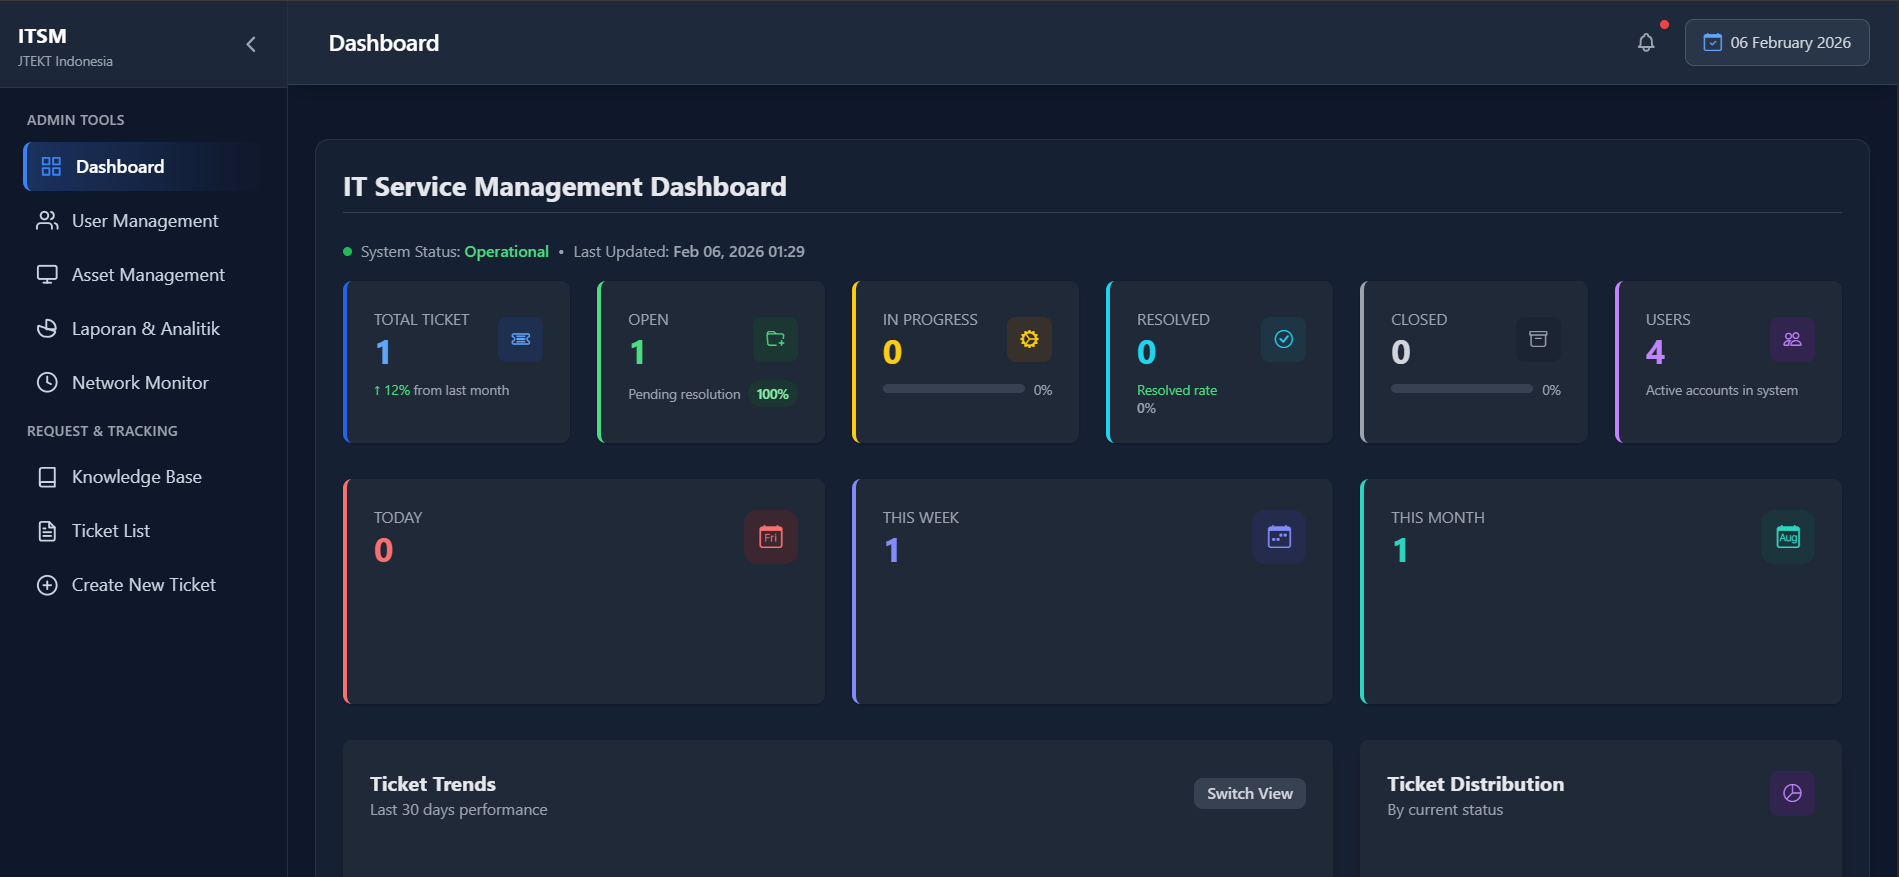 ITSM
JTEKT Indonesia
Dashboard
06 February 2026
ADMIN TOOLS
Dashboard
User Management
Asset Management
Laporan & Analitik
Network Monitor
REQUEST & TRACKING
Knowledge Base
Ticket List
Create New Ticket
IT Service Management Dashboard
System Status: Operational • Last Updated: Feb 06, 2026 01:29
TOTAL TICKET
1
↑ 12% from last month
OPEN
1
Pending resolution 100%
IN PROGRESS
0
0%
RESOLVED
0
Resolved rate
0%
CLOSED
0
0%
USERS
4
Active accounts in system
TODAY
0
Fri
THIS WEEK
1
THIS MONTH
1
Aug
Ticket Trends
Last 30 days performance
Switch View
Ticket Distribution
By current status